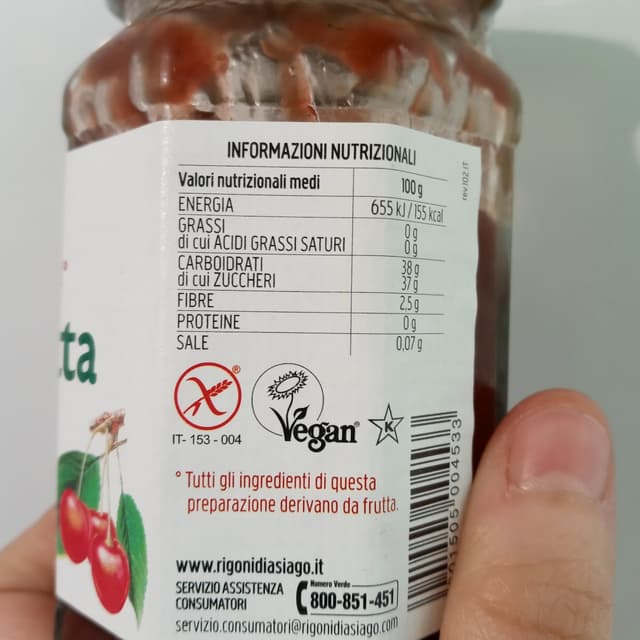 INFORMAZIONI NUTRIZIONALI
Valori nutrizionali medi 100 g
ENERGIA 655 kJ / 155 kcal
GRASSI 0 g
di cui ACIDI GRASSI SATURI 0 g
CARBOIDRATI 38 g
di cui ZUCCHERI 37 g
FIBRE 2,5 g
PROTEINE 0 g
SALE 0,07 g
rev102.IT
ta
®
IT- 153 - 004
Vegan®
K
° Tutti gli ingredienti di questa
preparazione derivano da frutta.
www.rigonidiasiago.it
SERVIZIO ASSISTENZA
CONSUMATORI
Numero Verde
800-851-451
servizio.consumatori@rigonidiasiago.com
01505 004533